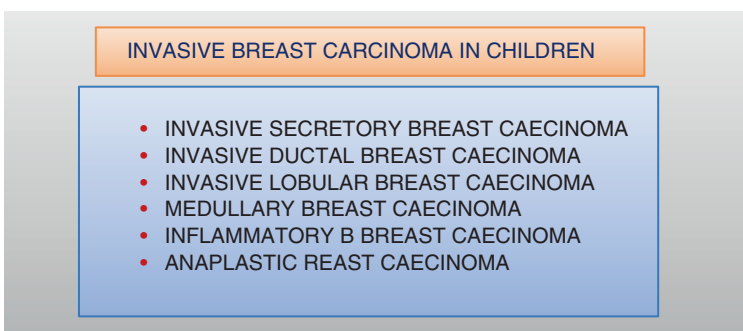 INVASIVE BREAST CARCINOMA IN CHILDREN
• INVASIVE SECRETORY BREAST CAECINOMA
• INVASIVE DUCTAL BREAST CAECINOMA
• INVASIVE LOBULAR BREAST CAECINOMA
• MEDULLARY BREAST CAECINOMA
• INFLAMMATORY B BREAST CAECINOMA
• ANAPLASTIC REAST CAECINOMA